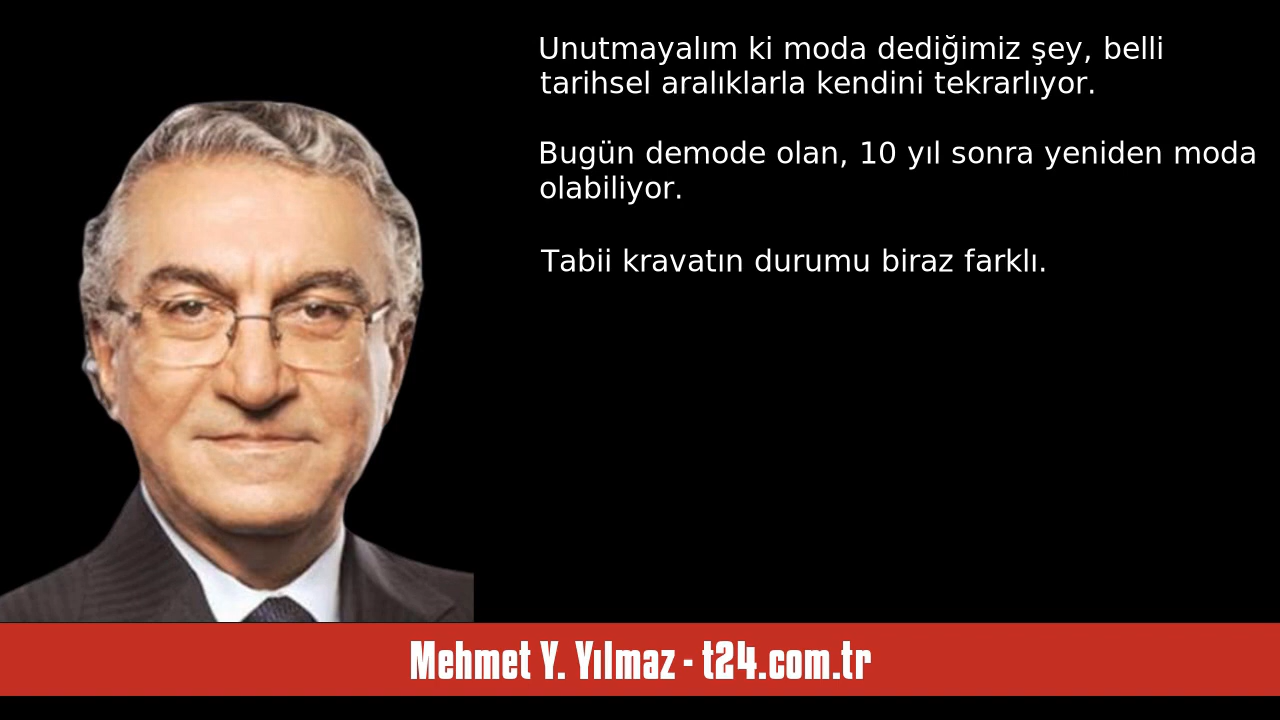 Unutmayalım ki moda dediğimiz şey, belli
tarihsel aralıklarla kendini tekrarlıyor.
Bugün demode olan, 10 yıl sonra yeniden moda
olabiliyor.
Tabii kravatın durumu biraz farklı.
Mehmet Y. Yılmaz - t24.com.tr